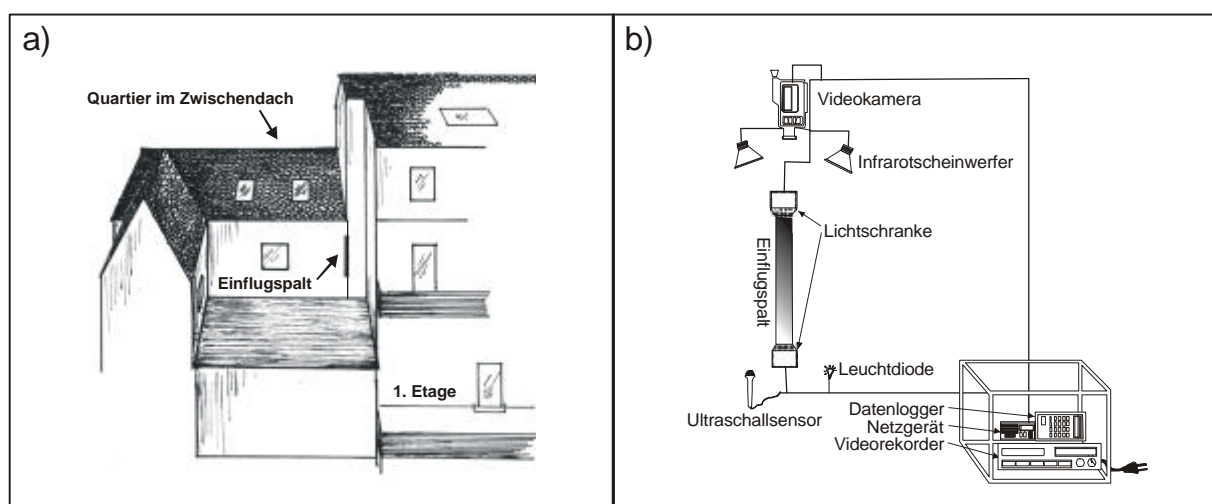 a)
Quartier im Zwischendach
Einflugspalt
1. Etage
b)
Videokamera
Infrarotscheinwerfer
Lichtschranke
Einflugspalt
Leuchtdiode
Ultraschallsensor
Datenlogger
Netzgerät
Videorekorder